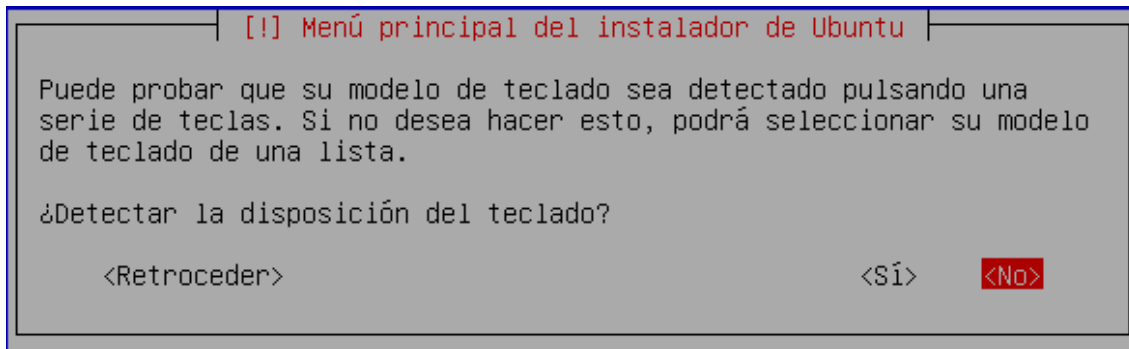 [!] Menú principal del instalador de Ubuntu
Puede probar que su modelo de teclado sea detectado pulsando una
serie de teclas. Si no desea hacer esto, podrá seleccionar su modelo
de teclado de una lista.
¿Detectar la disposición del teclado?
<Retroceder> <Sí> <No>